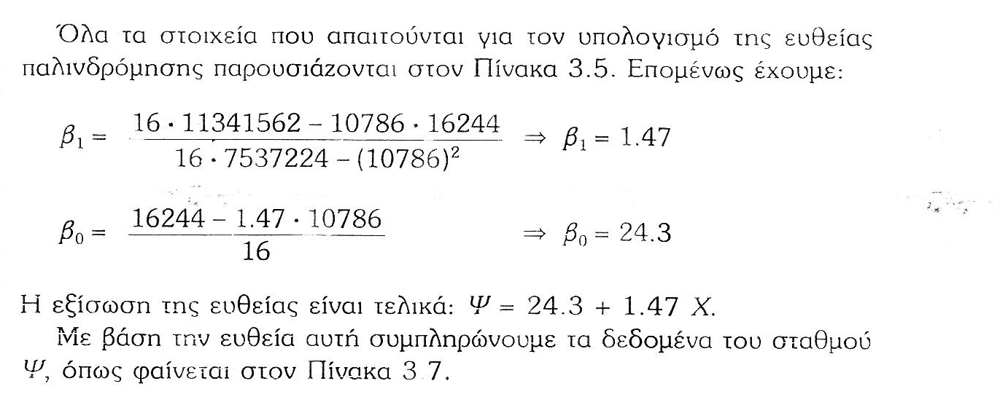 Όλα τα στοιχεία που απαιτούνται για τον υπολογισμό της ευθείας
παλινδρόμησης παρουσιάζονται στον Πίνακα 3.5. Επομένως έχουμε:
β₁ = (16 · 11341562 – 10786 · 16244) / (16 · 7537224 – (10786)²) ⇒ β₁ = 1.47
β₀ = (16244 – 1.47 · 10786) / 16 ⇒ β₀ = 24.3
Η εξίσωση της ευθείας είναι τελικά: Ψ = 24.3 + 1.47 X.
Με βάση την ευθεία αυτή συμπληρώνουμε τα δεδομένα του σταθμού
Ψ, όπως φαίνεται στον Πίνακα 3 7.